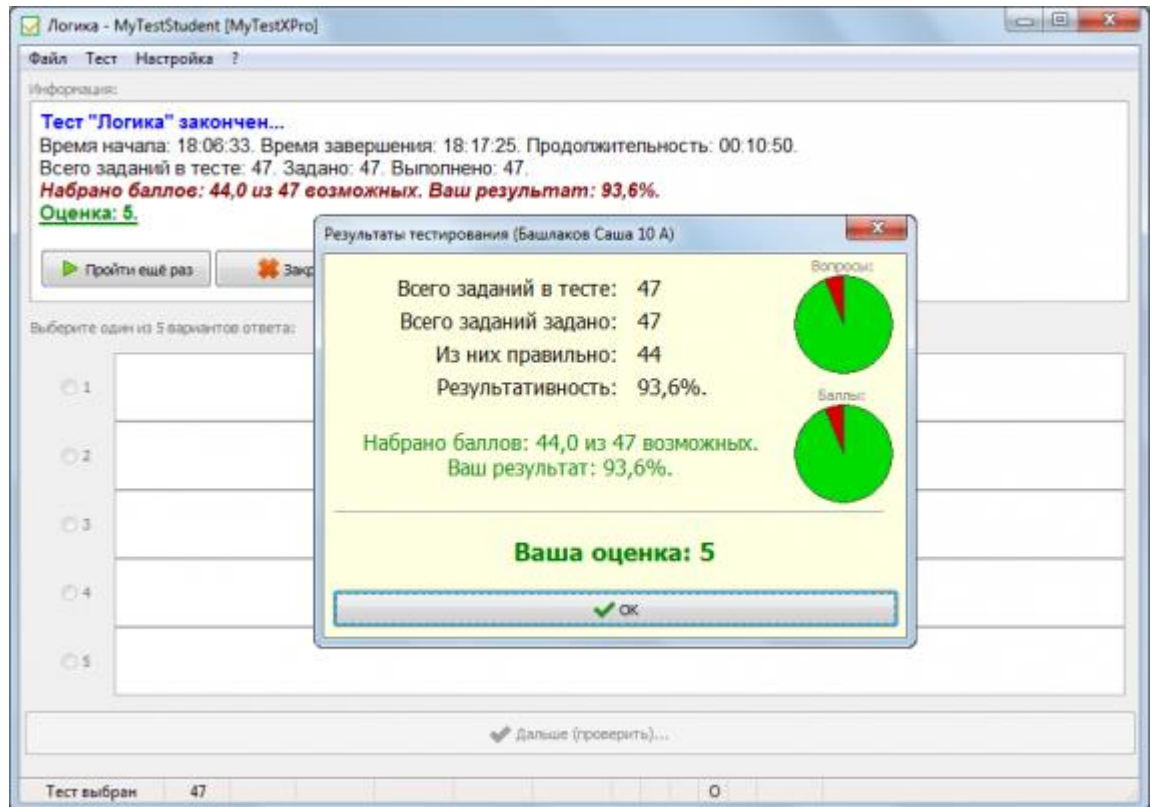 Логика - MyTestStudent [MyTestXPro]
Файл Тест Настройка ?
Информация:
Тест "Логика" закончен...
Время начала: 18:06:33. Время завершения: 18:17:25. Продолжительность: 00:10:50.
Всего заданий в тесте: 47. Задано: 47. Выполнено: 47.
Набрано баллов: 44,0 из 47 возможных. Ваш результат: 93,6%.
Оценка: 5.
Пройти ещё раз
Закр
Результаты тестирования (Башлаков Саша 10 А)
Вопросы:
Всего заданий в тесте: 47
Всего заданий задано: 47
Из них правильно: 44
Результативность: 93,6%.
Баллы:
Набрано баллов: 44,0 из 47 возможных.
Ваш результат: 93,6%.
Ваша оценка: 5
OK
Выберите один из 5 вариантов ответа:
1
2
3
4
5
Дальше (проверить)...
Тест выбран 47 О